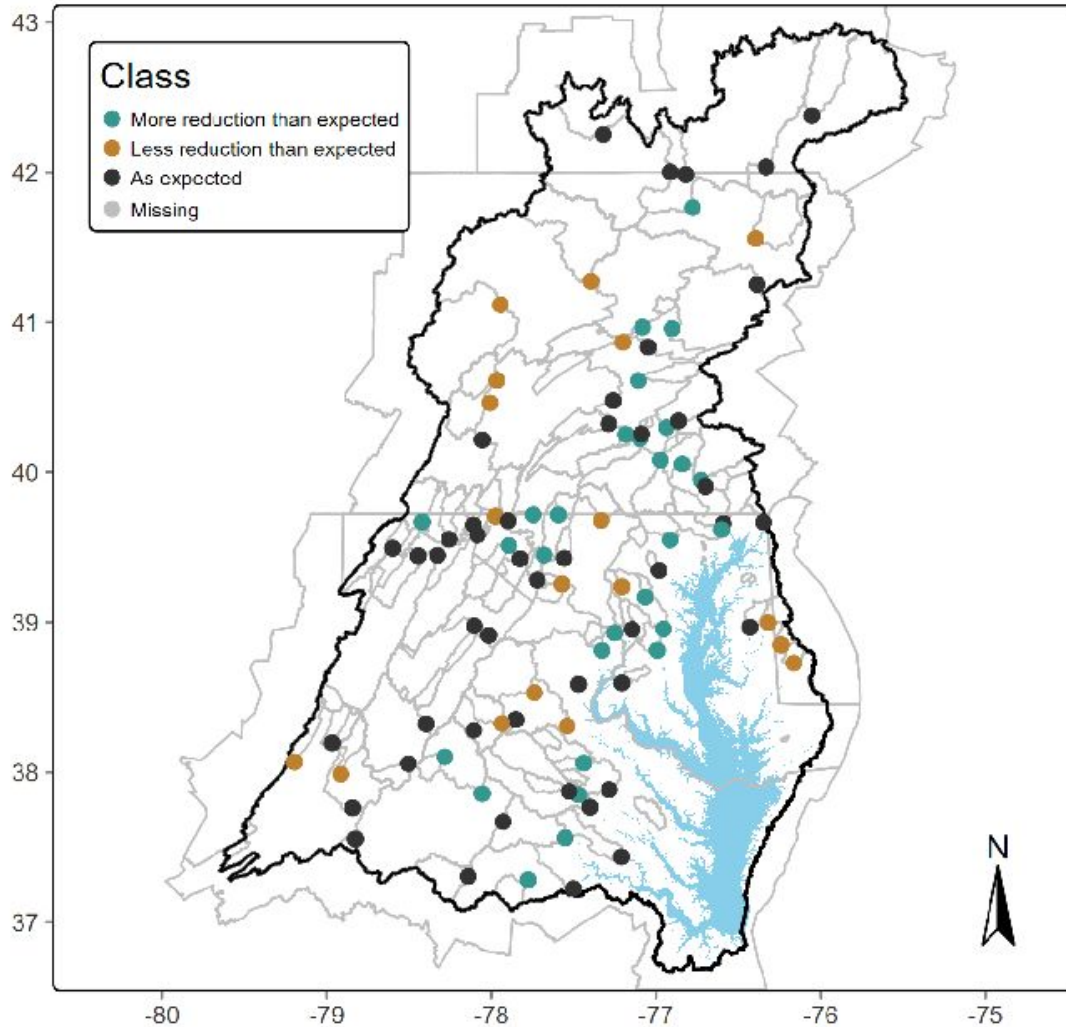 43
Class
More reduction than expected
Less reduction than expected
As expected
Missing
42
41
40
39
38
37
N
-80
-79
-78
-77
-76
-75